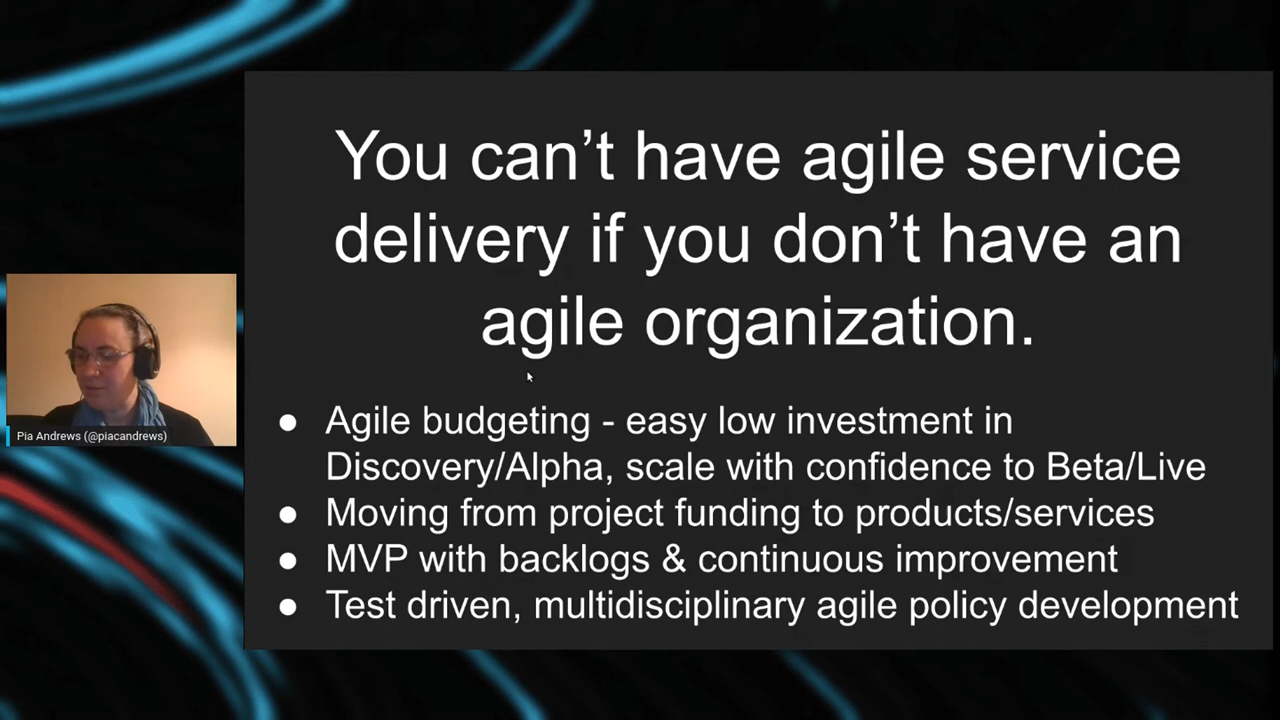 You can’t have agile service
delivery if you don’t have an
agile organization.
● Agile budgeting - easy low investment in
Discovery/Alpha, scale with confidence to Beta/Live
● Moving from project funding to products/services
● MVP with backlogs & continuous improvement
● Test driven, multidisciplinary agile policy development
Pia Andrews (@piacandrews)